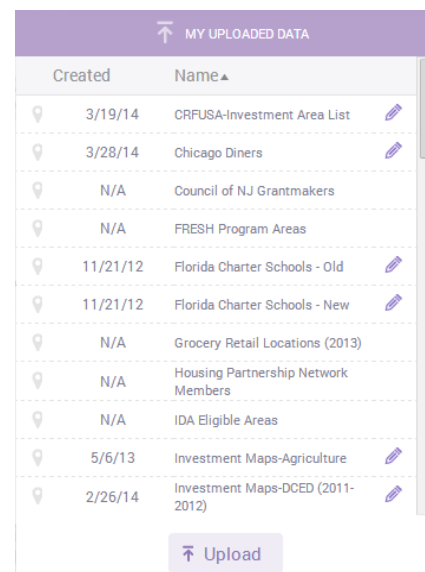 MY UPLOADED DATA
Created Name
3/19/14 CRFUSA-Investment Area List
3/28/14 Chicago Diners
N/A Council of NJ Grantmakers
N/A FRESH Program Areas
11/21/12 Florida Charter Schools - Old
11/21/12 Florida Charter Schools - New
N/A Grocery Retail Locations (2013)
N/A Housing Partnership Network
Members
N/A IDA Eligible Areas
5/6/13 Investment Maps-Agriculture
2/26/14 Investment Maps-DCED (2011-
2012)
Upload